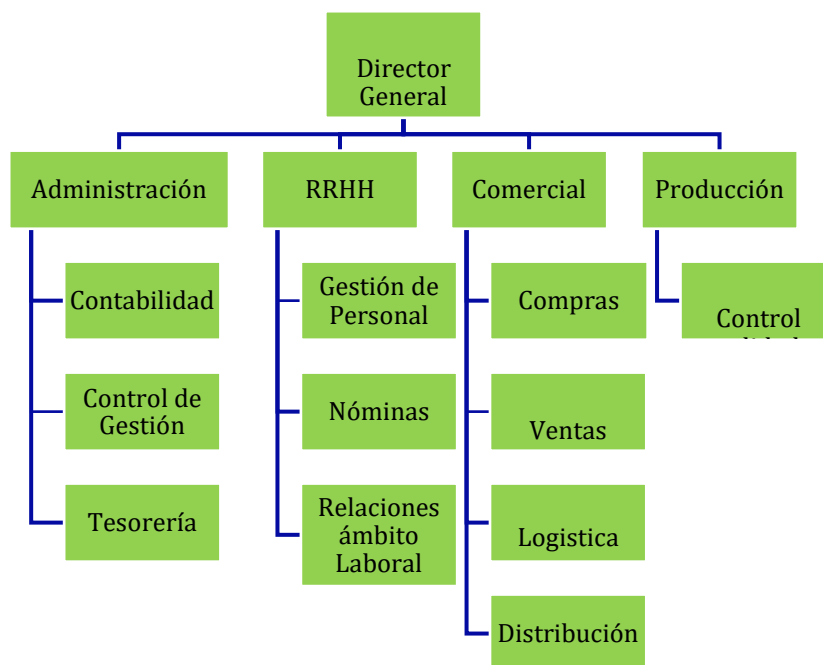 Director
General
Administración
RRHH
Comercial
Producción
Contabilidad
Gestión de
Personal
Compras
Control
Control de
Gestión
Nóminas
Ventas
Tesorería
Relaciones
ámbito
Laboral
Logistica
Distribución